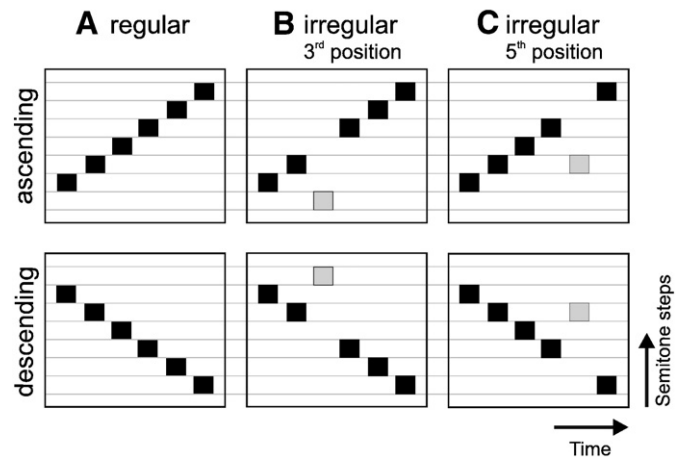 A regular
B irregular
3rd position
C irregular
5th position
ascending
descending
Semitone steps
Time